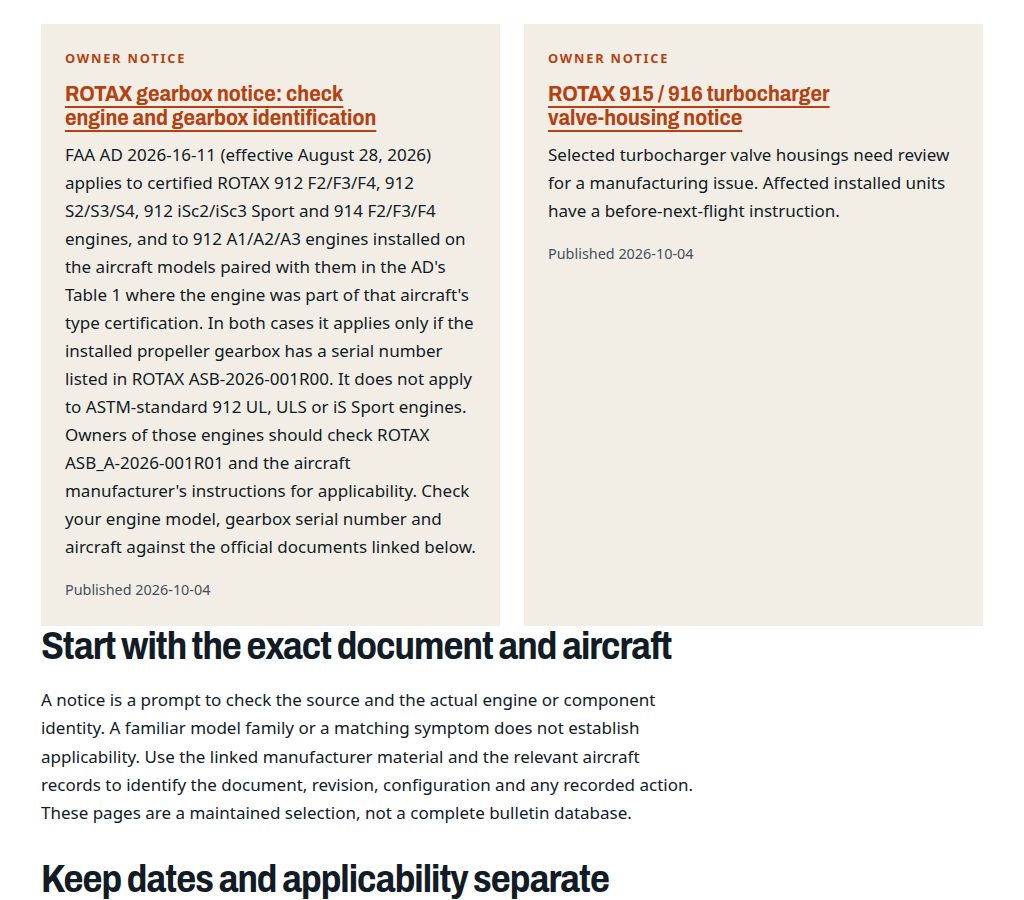 OWNER NOTICE
ROTAX gearbox notice: check
engine and gearbox identification
FAA AD 2026-16-11 (effective August 28, 2026)
applies to certified ROTAX 912 F2/F3/F4, 912
S2/S3/S4, 912 iSc2/iSc3 Sport and 914 F2/F3/F4
engines, and to 912 A1/A2/A3 engines installed on
the aircraft models paired with them in the AD's
Table 1 where the engine was part of that aircraft's
type certification. In both cases it applies only if the
installed propeller gearbox has a serial number
listed in ROTAX ASB-2026-001R00. It does not apply
to ASTM-standard 912 UL, ULS or iS Sport engines.
Owners of those engines should check ROTAX
ASB_A-2026-001R01 and the aircraft
manufacturer's instructions for applicability. Check
your engine model, gearbox serial number and
aircraft against the official documents linked below.
Published 2026-10-04
OWNER NOTICE
ROTAX 915 / 916 turbocharger
valve-housing notice
Selected turbocharger valve housings need review
for a manufacturing issue. Affected installed units
have a before-next-flight instruction.
Published 2026-10-04
Start with the exact document and aircraft
A notice is a prompt to check the source and the actual engine or component
identity. A familiar model family or a matching symptom does not establish
applicability. Use the linked manufacturer material and the relevant aircraft
records to identify the document, revision, configuration and any recorded action.
These pages are a maintained selection, not a complete bulletin database.
Keep dates and applicability separate